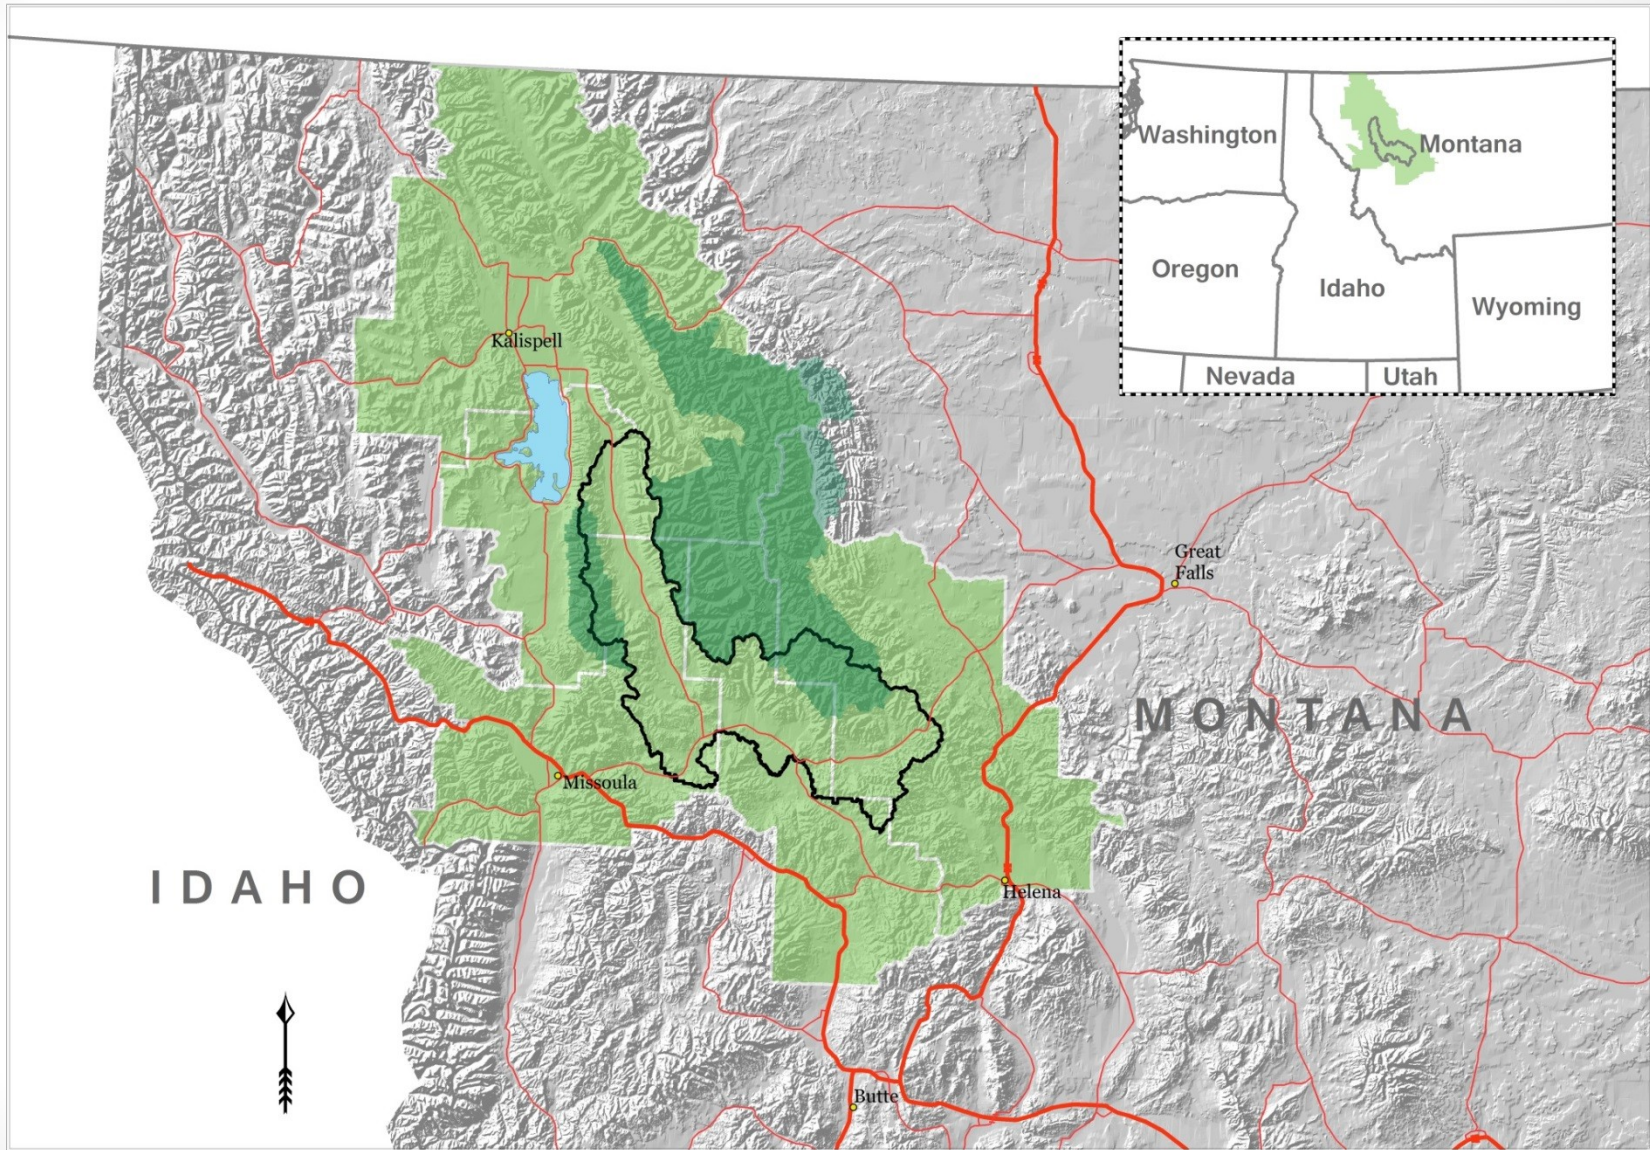 Washington
Montana
Oregon
Idaho
Wyoming
Nevada
Utah
Kalispell
Great
Falls
MONTANA
Missoula
IDAHO
Helena
Butte